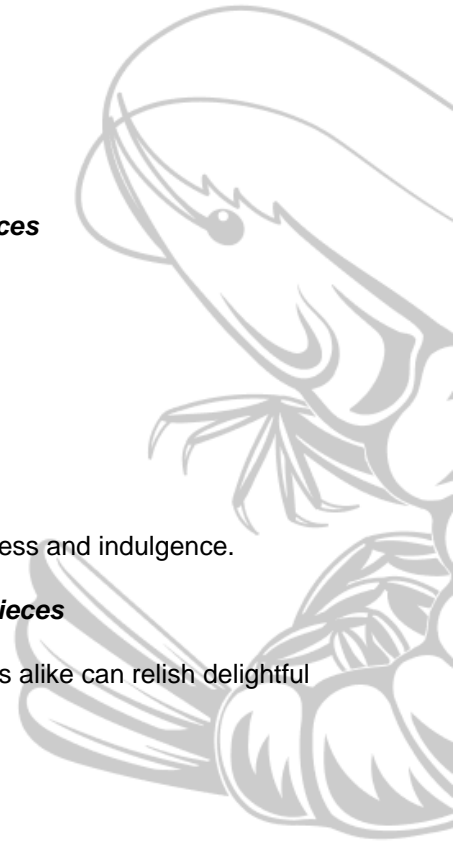 ces
ess and indulgence.
ieces
s alike can relish delightful